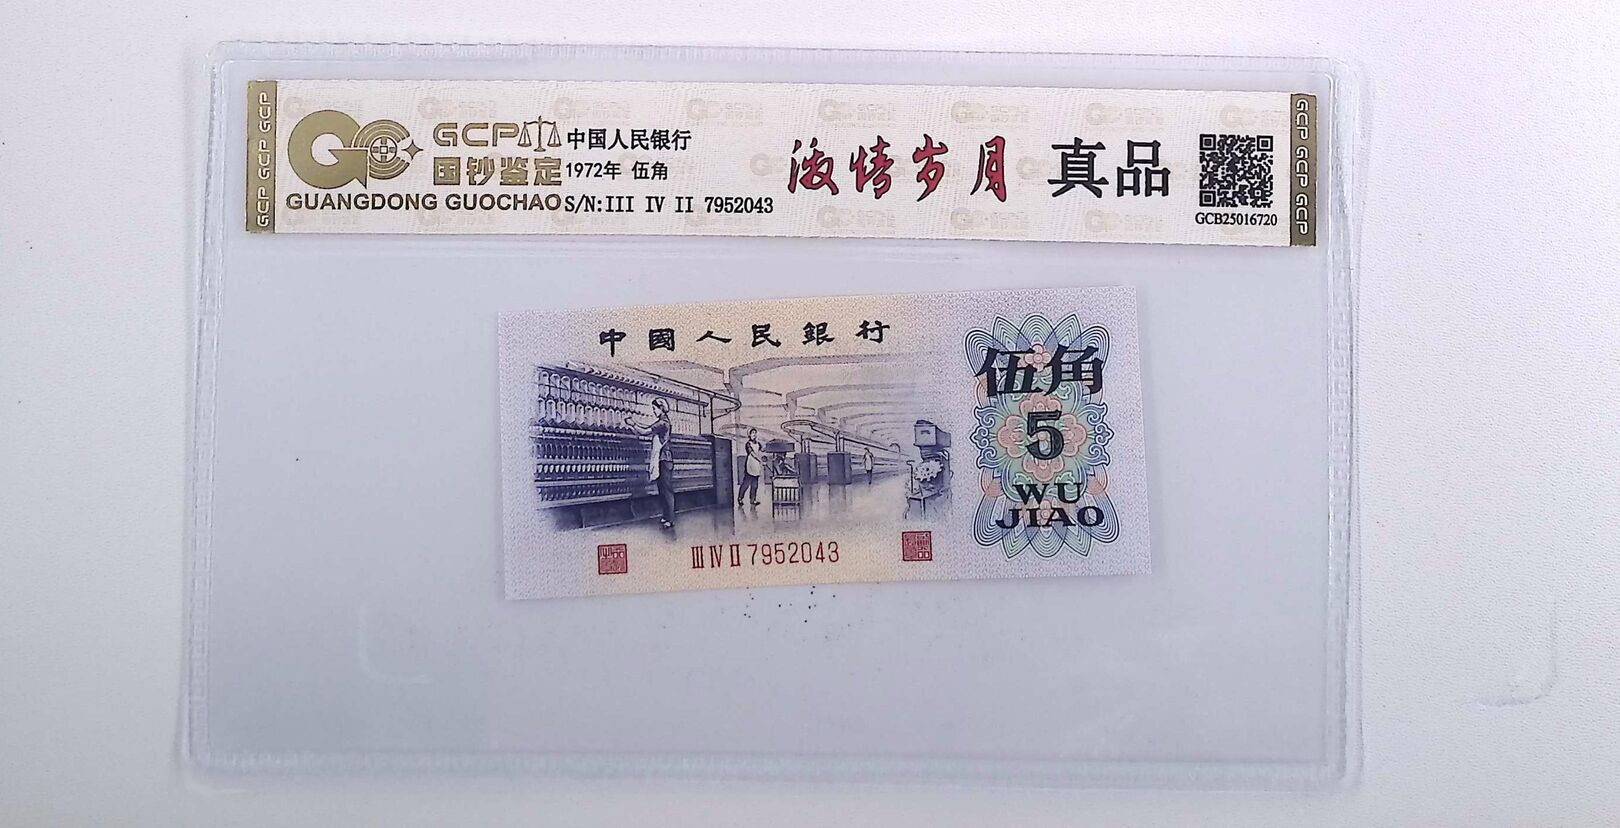 GCP GCP GCP
GCP
国钞鉴定
GUANGDONG GUOCHAO
中国人民银行
1972年 伍角
S/N:III IV II 7952043
激情岁月 真品
GCB25016720
GCP GCP GCP
中國人民銀行
伍角
5
WU
JIAO
III IV II 7952043